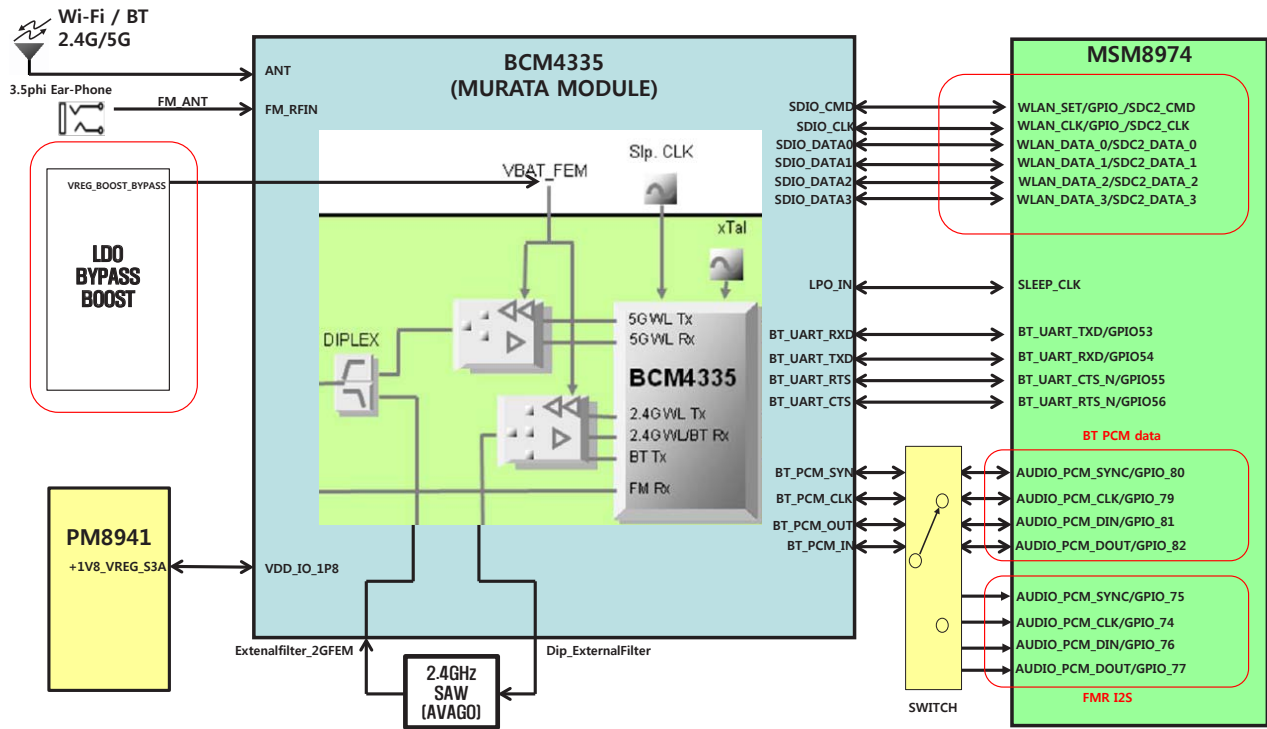 Wi-Fi / BT
2.4G/5G
3.5phi Ear-Phone
FM_ANT
BCM4335
(MURATA MODULE)
ANT
FM_RFIN
MSM8974
SDIO_CMD
SDIO_CLK
SDIO_DATA0
SDIO_DATA1
SDIO_DATA2
SDIO_DATA3
WLAN_SET/GPIO_/SDC2_CMD
WLAN_CLK/GPIO_/SDC2_CLK
WLAN_DATA_0/SDC2_DATA_0
WLAN_DATA_1/SDC2_DATA_1
WLAN_DATA_2/SDC2_DATA_2
WLAN_DATA_3/SDC2_DATA_3
VREG_BOOST_BYPASS
LDO
BYPASS
BOOST
VBAT_FEM
Slp. CLK
xTal
DIPLEX
5G WL Tx
5G WL Rx
BCM4335
2.4G WL Tx
2.4G WL/BT Rx
BT Tx
FM Rx
LPO_IN
SLEEP_CLK
BT_UART_RXD
BT_UART_TXD
BT_UART_RTS
BT_UART_CTS
BT_UART_TXD/GPIO53
BT_UART_RXD/GPIO54
BT_UART_CTS_N/GPIO55
BT_UART_RTS_N/GPIO56
BT PCM data
BT_PCM_SYN
BT_PCM_CLK
BT_PCM_OUT
BT_PCM_IN
AUDIO_PCM_SYNC/GPIO_80
AUDIO_PCM_CLK/GPIO_79
AUDIO_PCM_DIN/GPIO_81
AUDIO_PCM_DOUT/GPIO_82
AUDIO_PCM_SYNC/GPIO_75
AUDIO_PCM_CLK/GPIO_74
AUDIO_PCM_DIN/GPIO_76
AUDIO_PCM_DOUT/GPIO_77
FMR I2S
SWITCH
PM8941
+1V8_VREG_S3A
VDD_IO_1P8
Extenalfilter_2GFEM
Dip_ExternalFilter
2.4GHz
SAW
(AVAGO)